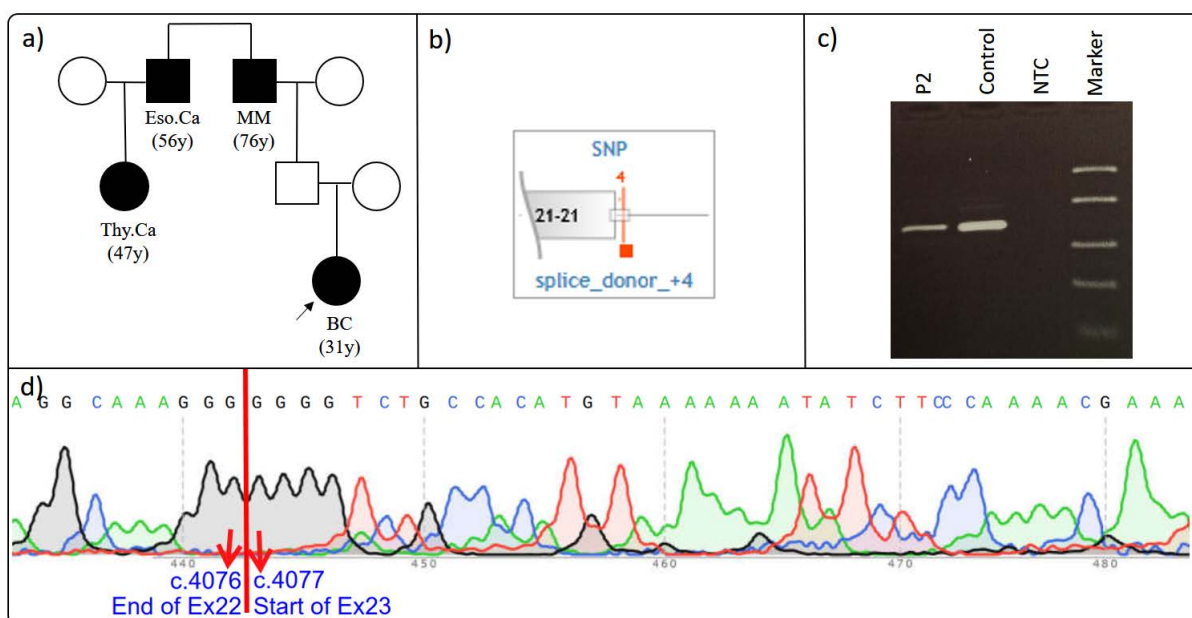 a)
Eso.Ca
(56y)
MM
(76y)
Thy.Ca
(47y)
BC
(31y)
b)
SNP
4
21-21
splice_donor_+4
c)
P2
Control
NTC
Marker
d)
A G G C A A A G G G G G G G T C T G C C A C A T G T A A A A A A A T A T C T T C C C A A A A C G A A A
440
450
460
470
480
c.4076 c.4077
End of Ex22 Start of Ex23